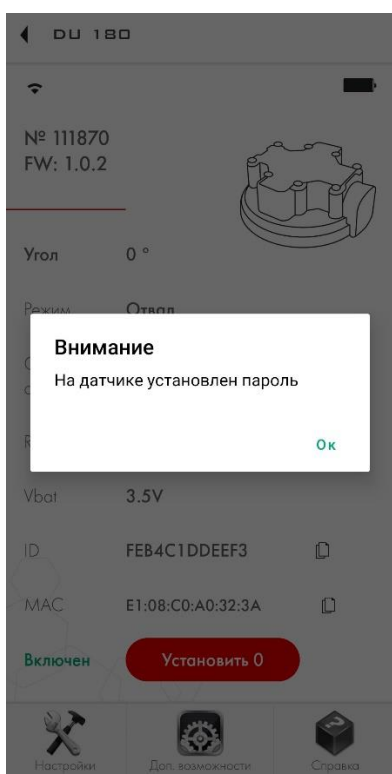 DU 180
№ 111870
FW: 1.0.2
Угол 0 °
Режим Отвал
Внимание
На датчике установлен пароль
Ок
Vbat 3.5V
ID FEB4C1DDEEF3
MAC E1:08:C0:A0:32:3A
Включен Установить 0
Настройки Доп. возможности Справка